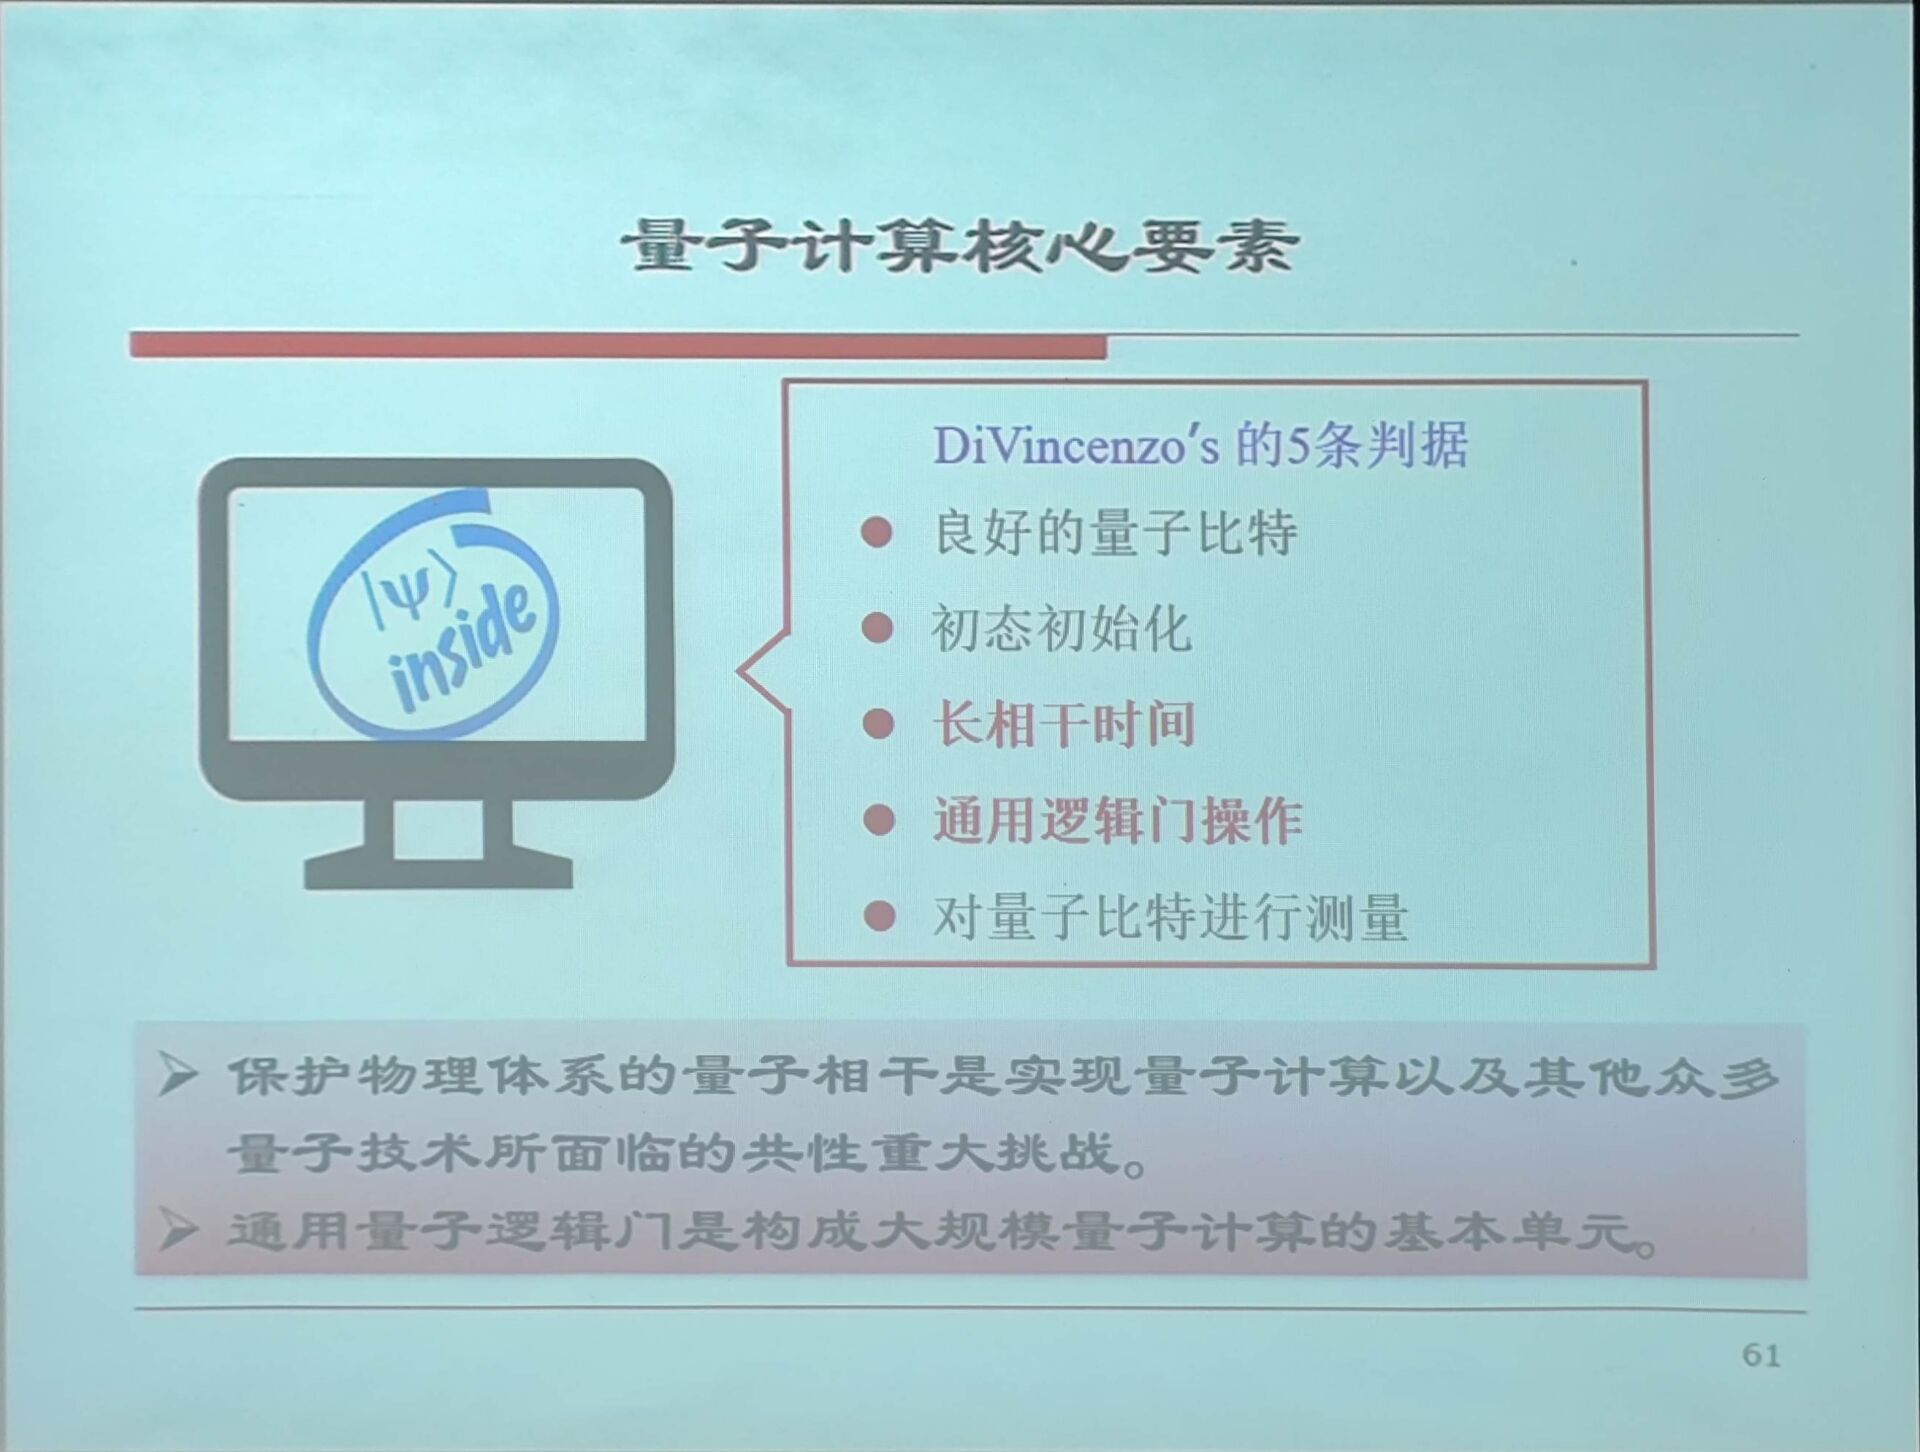 量子计算核心要素
|ψ⟩
inside
DiVincenzo's 的5条判据
● 良好的量子比特
● 初态初始化
● 长相干时间
● 通用逻辑门操作
● 对量子比特进行测量
➢ 保护物理体系的量子相干是实现量子计算以及其他众多
量子技术所面临的共性重大挑战。
➢ 通用量子逻辑门是构成大规模量子计算的基本单元。
61